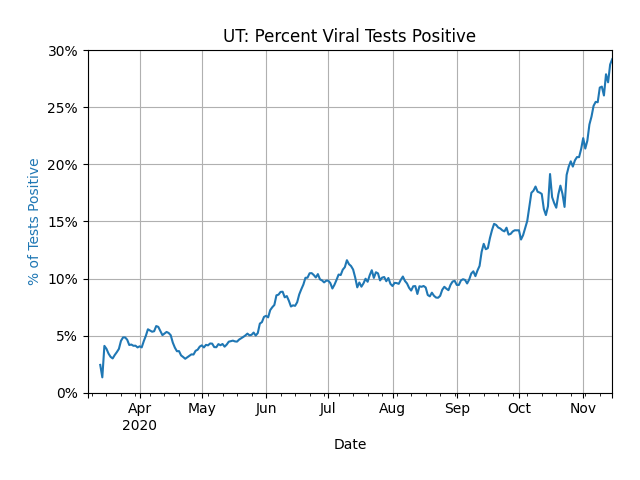 UT: Percent Viral Tests Positive
30%
25%
20%
15%
10%
5%
0%
% of Tests Positive
Apr May Jun Jul Aug Sep Oct Nov
2020
Date